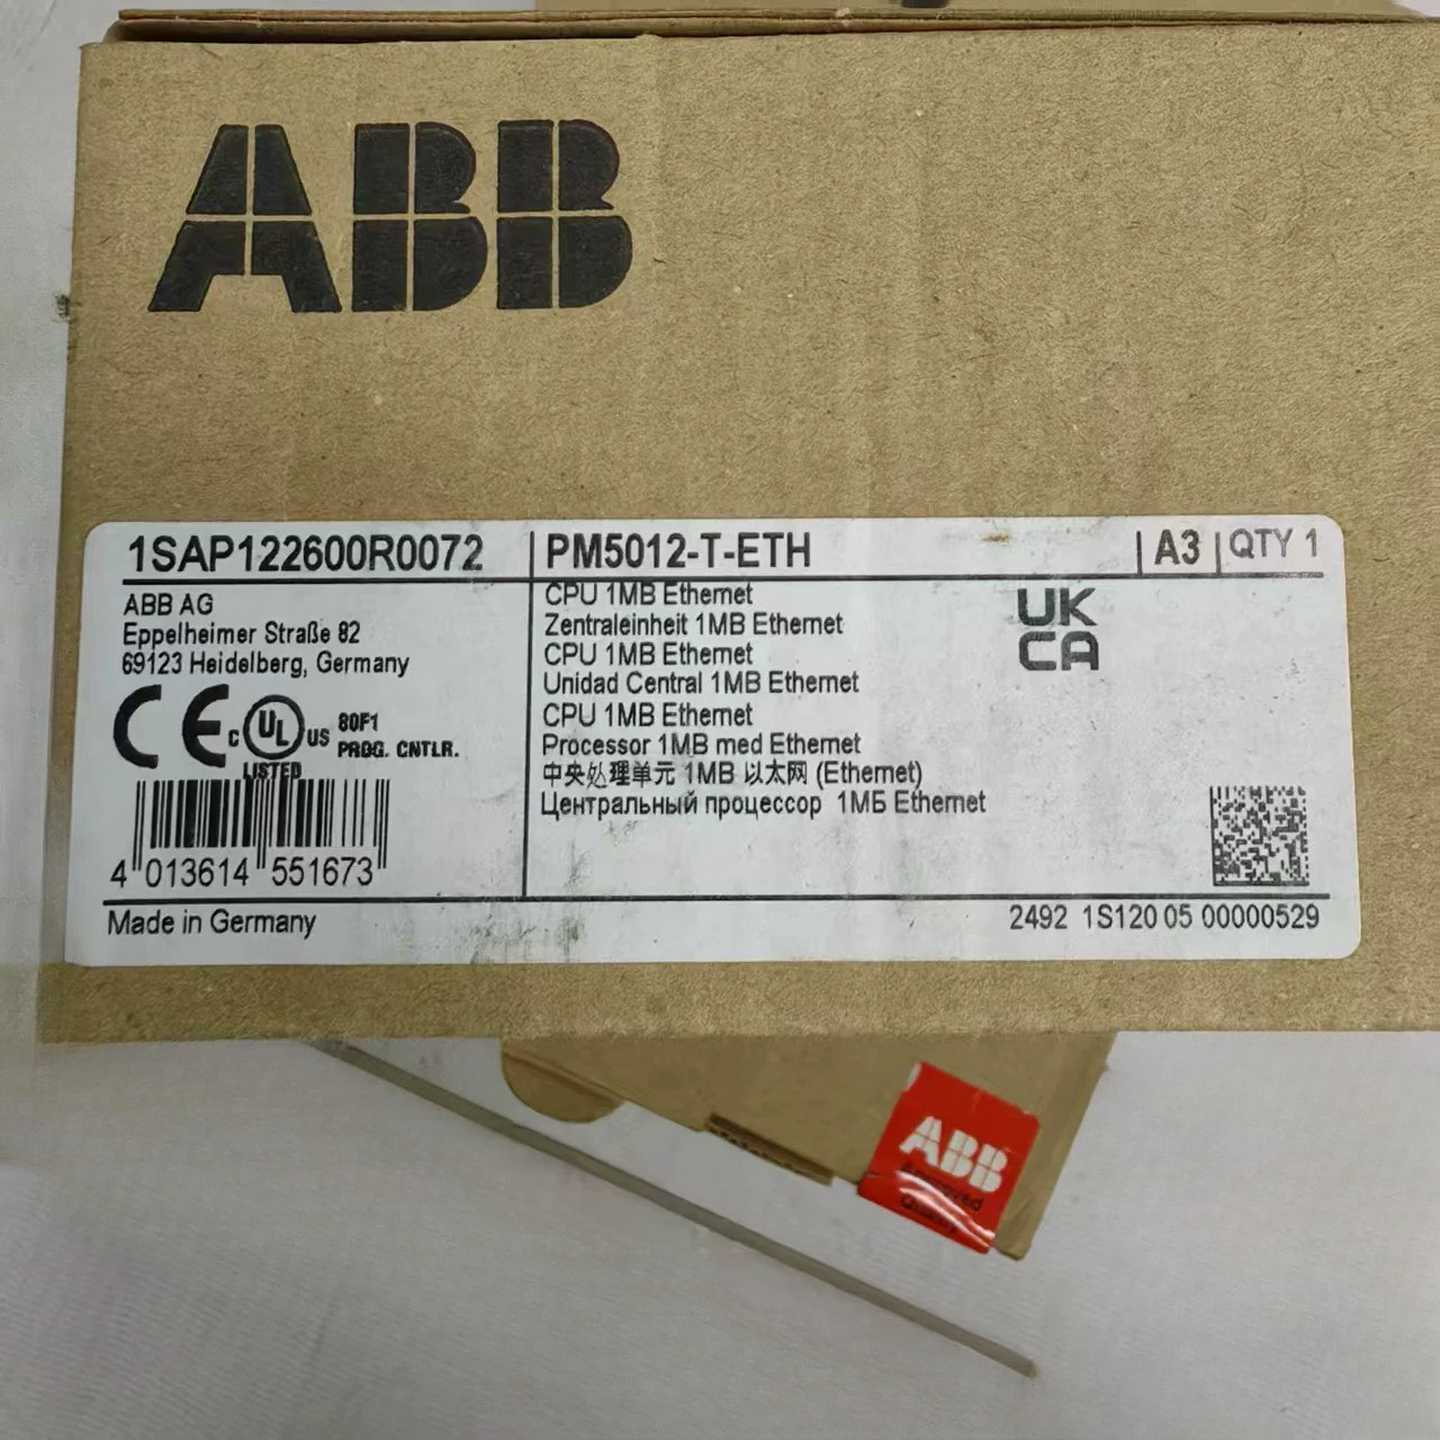 ABB
1SAP122600R0072 PM5012-T-ETH A3 QTY 1
ABB AG
Eppelheimer Straße 82
69123 Heidelberg, Germany
CE c UL US 80F1
PROG. CNTLR.
LISTED
4 013614 551673
CPU 1MB Ethernet
Zentraleinheit 1MB Ethernet
CPU 1MB Ethernet
Unidad Central 1MB Ethernet
CPU 1MB Ethernet
Processor 1MB med Ethernet
中央处理单元 1MB 以太网 (Ethernet)
Центральный процессор 1МБ Ethernet
UK
CA
Made in Germany
2492 1S120 05 00000529
ABB
Approved
Quality